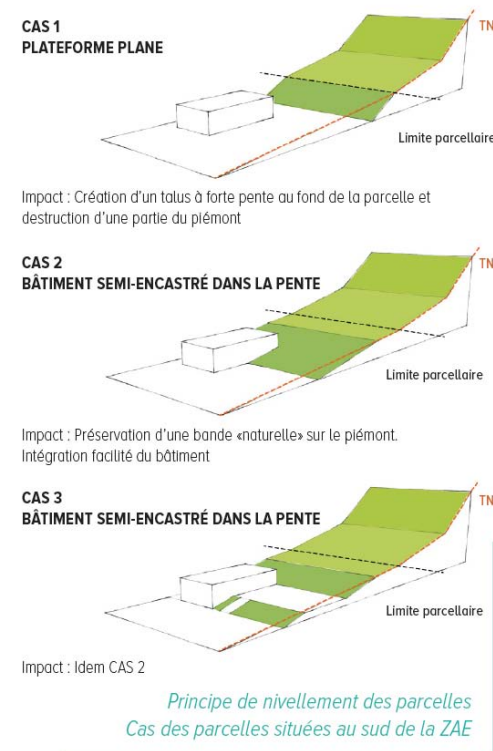 CAS 1
PLATEFORME PLANE
TN
Limite parcellaire
Impact : Création d'un talus à forte pente au fond de la parcelle et
destruction d'une partie du piémont
CAS 2
BÂTIMENT SEMI-ENCASTRÉ DANS LA PENTE
TN
Limite parcellaire
Impact : Préservation d'une bande «naturelle» sur le piémont.
Intégration facilité du bâtiment
CAS 3
BÂTIMENT SEMI-ENCASTRÉ DANS LA PENTE
TN
Limite parcellaire
Impact : Idem CAS 2
Principe de nivellement des parcelles
Cas des parcelles situées au sud de la ZAE